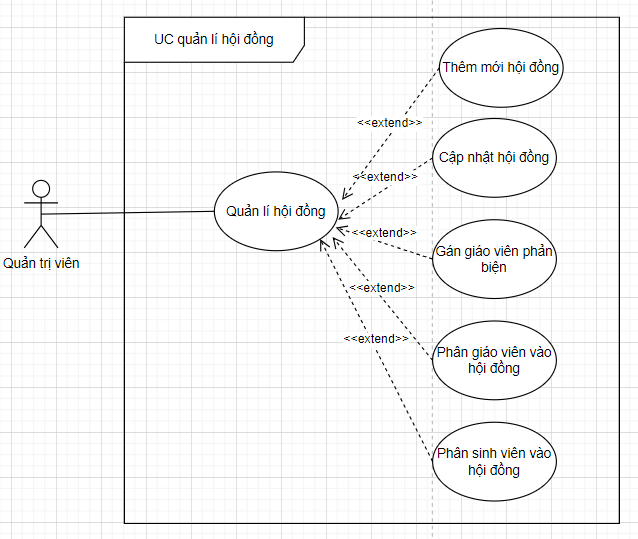 UC quản lí hội đồng
Thêm mới hội đồng
<<extend>>
Cập nhật hội đồng
<<extend>>
Quản lí hội đồng
<<extend>>
Gán giáo viên phản
biện
Quản trị viên
<<extend>>
<<extend>>
Phân giáo viên vào
hội đồng
Phân sinh viên vào
hội đồng